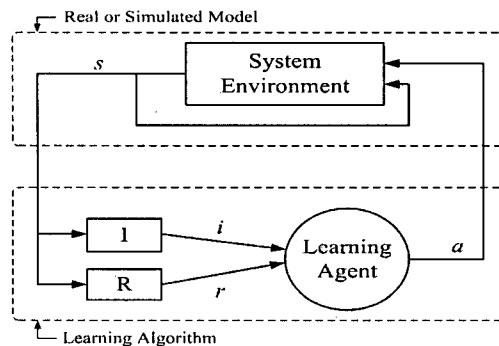 Real or Simulated Model
s
System
Environment
I
i
R
r
Learning
Agent
a
Learning Algorithm